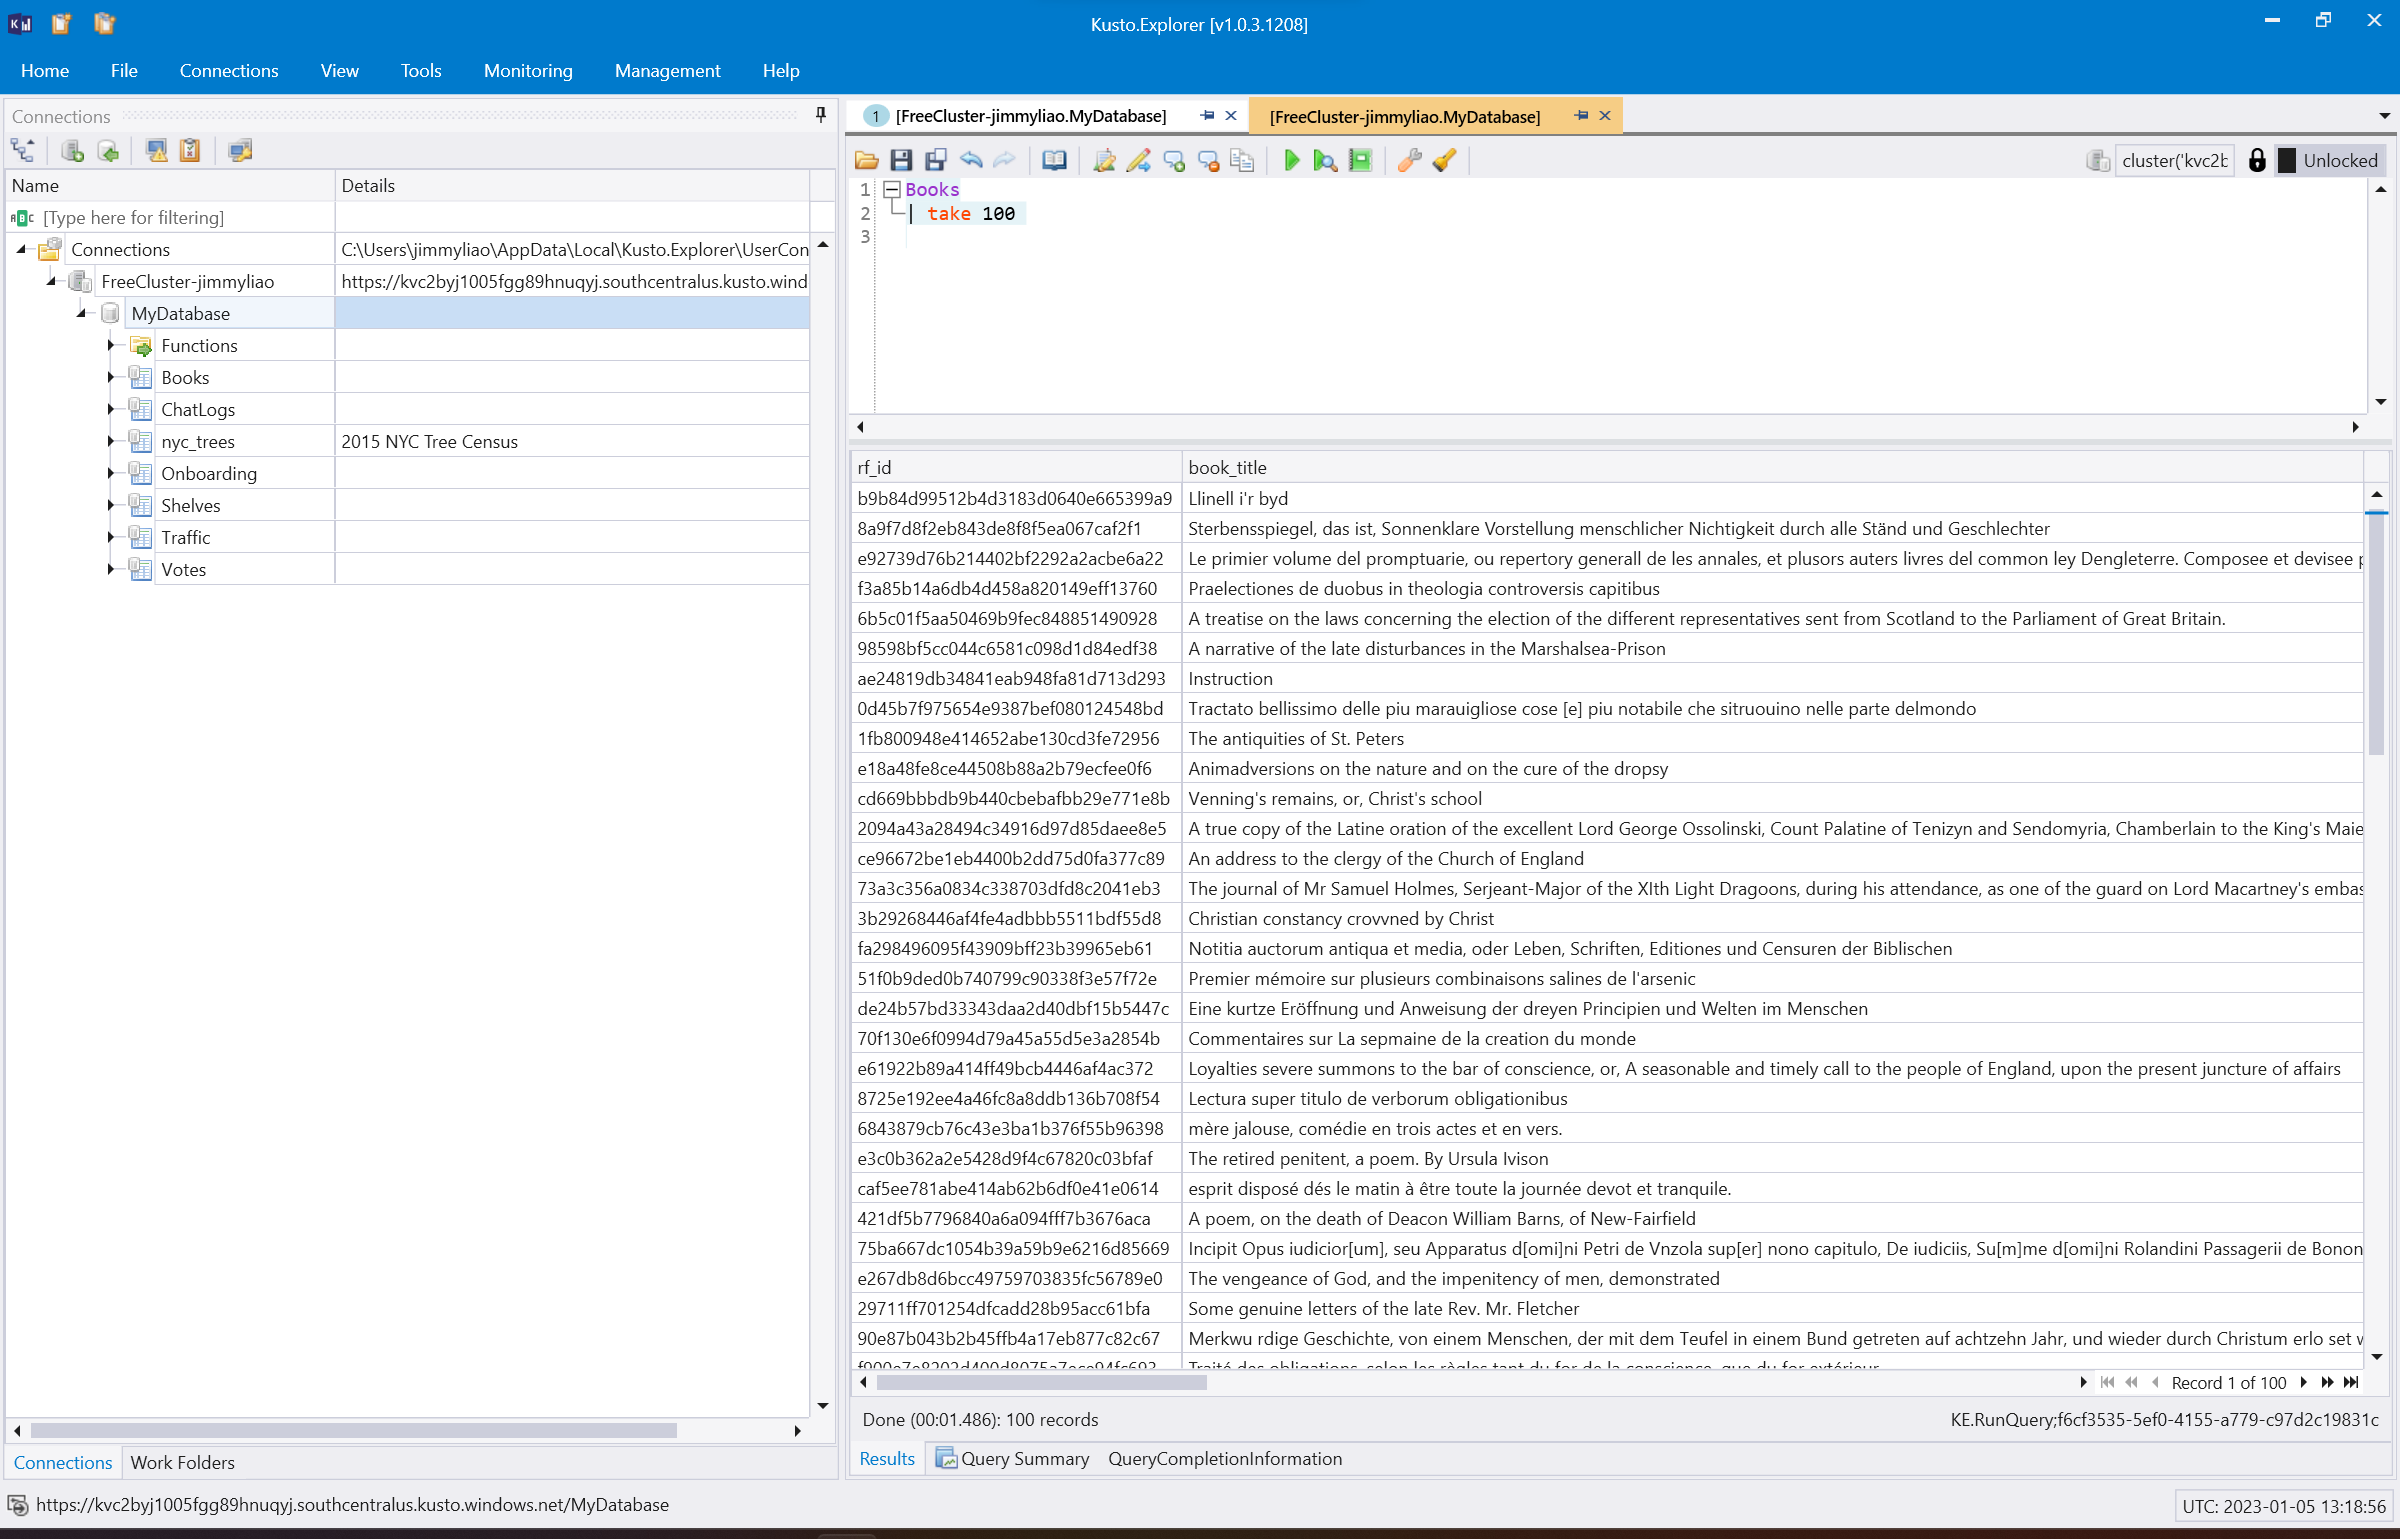 Kusto.Explorer [v1.0.3.1208]
Home File Connections View Tools Monitoring Management Help
Connections
Name Details
[Type here for filtering]
Connections C:\Users\jimmyliao\AppData\Local\Kusto.Explorer\UserCon
FreeCluster-jimmyliao https://kvc2byj1005fgg89hnuqyj.southcentralus.kusto.wind
MyDatabase
Functions
Books
ChatLogs
nyc_trees 2015 NYC Tree Census
Onboarding
Shelves
Traffic
Votes
Connections Work Folders
1 [FreeCluster-jimmyliao.MyDatabase] [FreeCluster-jimmyliao.MyDatabase]
cluster('kvc2b Unlocked
1 Books
2 | take 100
3
rf_id book_title
b9b84d99512b4d3183d0640e665399a9 Llinell i'r byd
8a9f7d8f2eb843de8f8f5ea067caf2f1 Sterbensspiegel, das ist, Sonnenklare Vorstellung menschlicher Nichtigkeit durch alle Ständ und Geschlechter
e92739d76b214402bf2292a2acbe6a22 Le primier volume del promptuarie, ou repertory generall de les annales, et plusors auters livres del common ley Dengleterre. Composee et devisee p
f3a85b14a6db4d458a820149eff13760 Praelectiones de duobus in theologia controversis capitibus
6b5c01f5aa50469b9fec848851490928 A treatise on the laws concerning the election of the different representatives sent from Scotland to the Parliament of Great Britain.
98598bf5cc044c6581c098d1d84edf38 A narrative of the late disturbances in the Marshalsea-Prison
ae24819db34841eab948fa81d713d293 Instruction
0d45b7f975654e9387bef080124548bd Tractato bellissimo delle piu marauigliose cose [e] piu notabile che sitruouino nelle parte delmondo
1fb800948e414652abe130cd3fe72956 The antiquities of St. Peters
e18a48fe8ce44508b88a2b79ecfee0f6 Animadversions on the nature and on the cure of the dropsy
cd669bbbdb9b440cbebafbb29e771e8b Venning's remains, or, Christ's school
2094a43a28494c34916d97d85daee8e5 A true copy of the Latine oration of the excellent Lord George Ossolinski, Count Palatine of Tenizyn and Sendomyria, Chamberlain to the King's Maie
ce96672be1eb4400b2dd75d0fa377c89 An address to the clergy of the Church of England
73a3c356a0834c338703dfd8c2041eb3 The journal of Mr Samuel Holmes, Serjeant-Major of the XIth Light Dragoons, during his attendance, as one of the guard on Lord Macartney's embas
3b29268446af4fe4adbbb5511bdf55d8 Christian constancy crovvned by Christ
fa298496095f43909bff23b39965eb61 Notitia auctorum antiqua et media, oder Leben, Schriften, Editiones und Censuren der Biblischen
51f0b9ded0b740799c90338f3e57f72e Premier mémoire sur plusieurs combinaisons salines de l'arsenic
de24b57bd33343daa2d40dbf15b5447c Eine kurtze Eröffnung und Anweisung der dreyen Principien und Welten im Menschen
70f130e6f0994d79a45a55d5e3a2854b Commentaires sur La sepmaine de la creation du monde
e61922b89a414ff49bcb4446af4ac372 Loyalties severe summons to the bar of conscience, or, A seasonable and timely call to the people of England, upon the present juncture of affairs
8725e192ee4a46fc8a8ddb136b708f54 Lectura super titulo de verborum obligationibus
6843879cb76c43e3ba1b376f55b96398 mère jalouse, comédie en trois actes et en vers.
e3c0b362a2e5428d9f4c67820c03bfaf The retired penitent, a poem. By Ursula Ivison
caf5ee781abe414ab62b6df0e41e0614 esprit disposé dés le matin à être toute la journée devot et tranquile.
421df5b7796840a6a094fff7b3676aca A poem, on the death of Deacon William Barns, of New-Fairfield
75ba667dc1054b39a59b9e6216d85669 Incipit Opus iudicior[um], seu Apparatus d[omi]ni Petri de Vnzola sup[er] nono capitulo, De iudiciis, Su[m]me d[omi]ni Rolandini Passagerii de Bonon
e267db8d6bcc49759703835fc56789e0 The vengeance of God, and the impenitency of men, demonstrated
29711ff701254dfcadd28b95acc61bfa Some genuine letters of the late Rev. Mr. Fletcher
90e87b043b2b45ffb4a17eb877c82c67 Merkwu rdige Geschichte, von einem Menschen, der mit dem Teufel in einem Bund getreten auf achtzehn Jahr, und wieder durch Christum erlo set w
Traité des obligations, selon les règles tant du for de la conscience, que du for extérieur
Record 1 of 100
Done (00:01.486): 100 records KE.RunQuery;f6cf3535-5ef0-4155-a779-c97d2c19831c
Results Query Summary QueryCompletionInformation
https://kvc2byj1005fgg89hnuqyj.southcentralus.kusto.windows.net/MyDatabase UTC: 2023-01-05 13:18:56